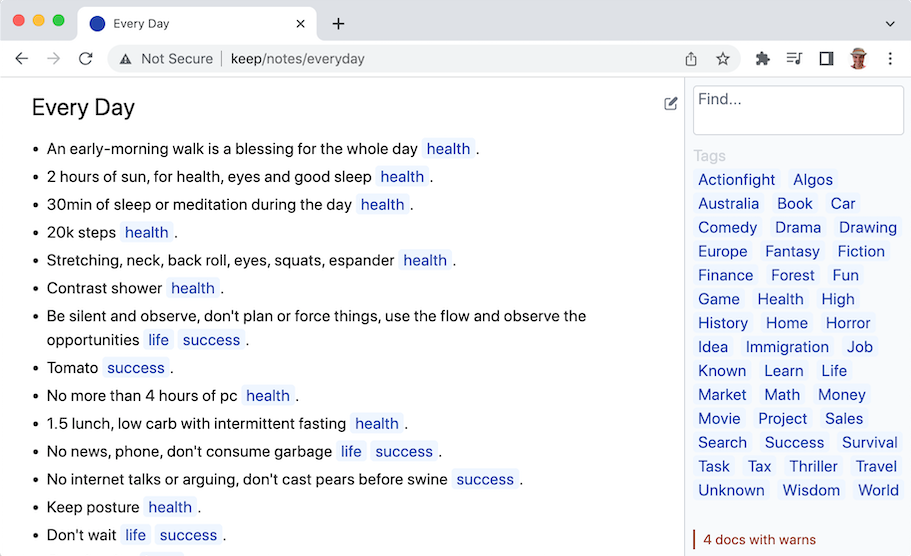 Every Day
Not Secure
keep/notes/everyday
Every Day
• An early-morning walk is a blessing for the whole day health .
• 2 hours of sun, for health, eyes and good sleep health .
• 30min of sleep or meditation during the day health .
• 20k steps health .
• Stretching, neck, back roll, eyes, squats, espander health .
• Contrast shower health .
• Be silent and observe, don't plan or force things, use the flow and observe the
opportunities life success .
• Tomato success .
• No more than 4 hours of pc health .
• 1.5 lunch, low carb with intermittent fasting health .
• No news, phone, don't consume garbage life success .
• No internet talks or arguing, don't cast pears before swine success .
• Keep posture health .
• Don't wait life success .
Find...
Tags
Actionfight Algos
Australia Book Car
Comedy Drama Drawing
Europe Fantasy Fiction
Finance Forest Fun
Game Health High
History Home Horror
Idea Immigration Job
Known Learn Life
Market Math Money
Movie Project Sales
Search Success Survival
Task Tax Thriller Travel
Unknown Wisdom World
4 docs with warns